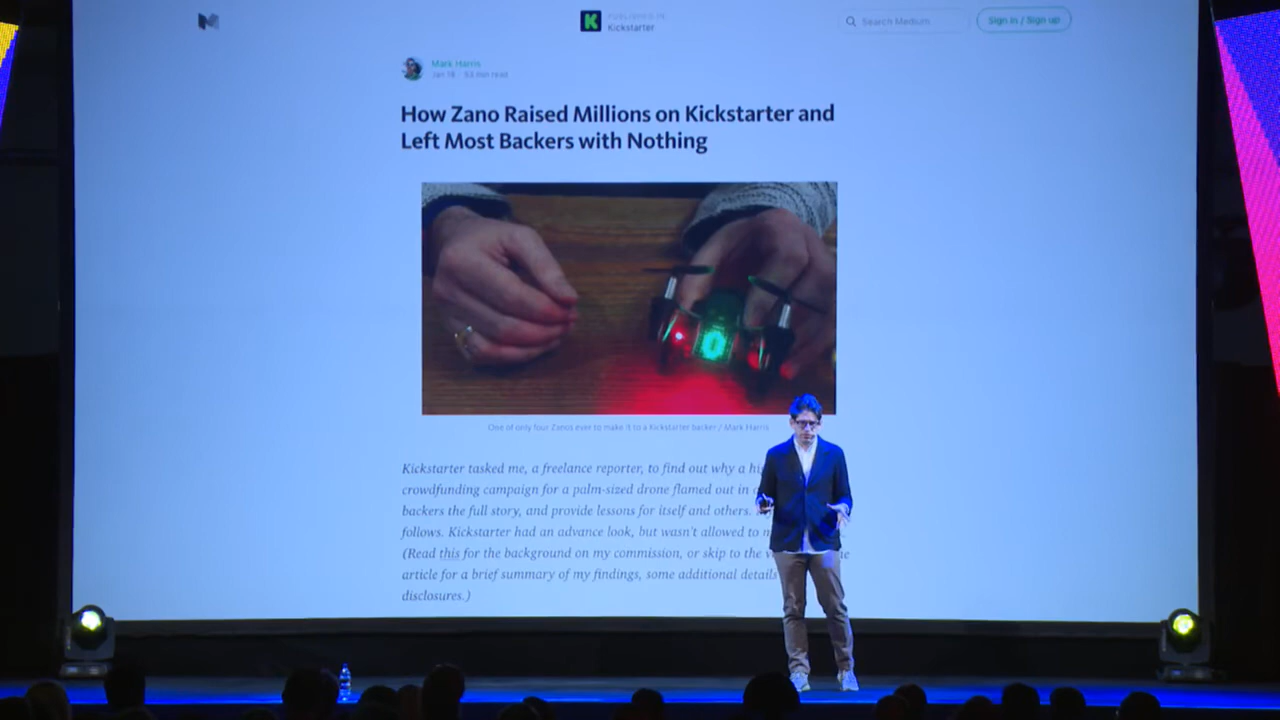 PUBLISHED IN
Kickstarter
Search Medium
Sign in / Sign up
Mark Harris
Jan 18 · 53 min read
How Zano Raised Millions on Kickstarter and
Left Most Backers with Nothing
One of only four Zanos ever to make it to a Kickstarter backer / Mark Harris
Kickstarter tasked me, a freelance reporter, to find out why a
crowdfunding campaign for a palm-sized drone flamed out in
backers the full story, and provide lessons for itself and others.
follows. Kickstarter had an advance look, but wasn't allowed to
(Read this for the background on my commission, or skip to the
article for a brief summary of my findings, some additional details
disclosures.)